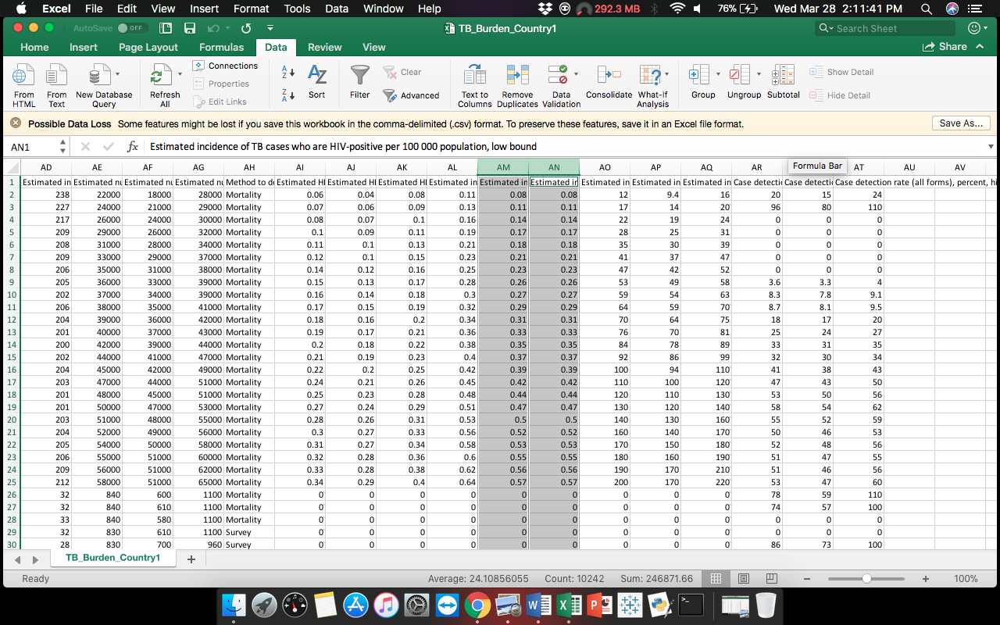 Excel File Edit View Insert Format Tools Data Window Help 292.3 MB 76% Wed Mar 28 2:11:41 PM
AutoSave OFF TB_Burden_Country1 Search Sheet
Home Insert Page Layout Formulas Data Review View Share
From HTML From Text New Database Query Refresh All Connections Properties Edit Links Sort Filter Clear Advanced Text to Columns Remove Duplicates Data Validation Consolidate What-If Analysis Group Ungroup Subtotal Show Detail Hide Detail
Possible Data Loss Some features might be lost if you save this workbook in the comma-delimited (.csv) format. To preserve these features, save it in an Excel file format. Save As...
AN1 fx Estimated incidence of TB cases who are HIV-positive per 100 000 population, low bound
AD AE AF AG AH AI AJ AK AL AM AN AO AP AQ AR Formula Bar AT AU AV
1 Estimated in Estimated nu Estimated nu Estimated nu Method to de Estimated HI Estimated HI Estimated HI Estimated in Estimated in Estimated in Estimated in Estimated in Estimated in Case detectio Case detectio Case detection rate (all forms), percent, hi
2 238 22000 18000 28000 Mortality 0.06 0.04 0.08 0.11 0.08 0.08 12 9.4 16 20 15 24
3 227 24000 21000 29000 Mortality 0.07 0.06 0.09 0.13 0.11 0.11 17 14 20 96 80 110
4 217 26000 24000 30000 Mortality 0.08 0.07 0.1 0.16 0.14 0.14 22 19 24 0 0 0
5 209 29000 26000 32000 Mortality 0.1 0.09 0.11 0.19 0.17 0.17 28 25 31 0 0 0
6 208 31000 28000 34000 Mortality 0.11 0.1 0.13 0.21 0.18 0.18 35 30 39 0 0 0
7 209 33000 29000 37000 Mortality 0.12 0.1 0.15 0.23 0.21 0.21 41 37 47 0 0 0
8 206 35000 31000 38000 Mortality 0.14 0.12 0.16 0.25 0.23 0.23 47 42 52 0 0 0
9 205 36000 33000 39000 Mortality 0.15 0.13 0.17 0.28 0.26 0.26 53 49 58 3.6 3.3 4
10 202 37000 34000 39000 Mortality 0.16 0.14 0.18 0.3 0.27 0.27 59 54 63 8.3 7.8 9.1
11 206 38000 35000 41000 Mortality 0.17 0.15 0.19 0.32 0.29 0.29 64 59 70 8.7 8.1 9.5
12 204 39000 36000 42000 Mortality 0.18 0.16 0.2 0.34 0.31 0.31 70 64 75 18 17 20
13 201 40000 37000 43000 Mortality 0.19 0.17 0.21 0.36 0.33 0.33 76 70 81 25 24 27
14 200 42000 39000 44000 Mortality 0.2 0.18 0.22 0.38 0.35 0.35 84 78 89 33 31 35
15 202 44000 41000 47000 Mortality 0.21 0.19 0.23 0.4 0.37 0.37 92 86 99 32 30 34
16 204 45000 42000 49000 Mortality 0.22 0.2 0.25 0.42 0.39 0.39 100 94 110 41 38 43
17 203 47000 44000 51000 Mortality 0.24 0.21 0.26 0.45 0.42 0.42 110 100 120 47 43 50
18 201 48000 45000 51000 Mortality 0.25 0.23 0.28 0.48 0.44 0.44 120 110 130 53 50 56
19 201 50000 47000 53000 Mortality 0.27 0.24 0.29 0.51 0.47 0.47 130 120 140 58 54 62
20 203 51000 48000 55000 Mortality 0.28 0.26 0.31 0.53 0.5 0.5 140 130 160 55 52 59
21 204 52000 49000 56000 Mortality 0.3 0.27 0.33 0.56 0.52 0.52 160 140 170 50 46 53
22 205 54000 50000 58000 Mortality 0.31 0.27 0.34 0.58 0.53 0.53 170 150 180 52 48 56
23 206 55000 51000 60000 Mortality 0.32 0.28 0.36 0.6 0.55 0.55 180 160 190 51 47 55
24 209 56000 51000 62000 Mortality 0.33 0.28 0.38 0.62 0.56 0.56 190 170 210 51 46 56
25 212 58000 51000 65000 Mortality 0.34 0.29 0.4 0.64 0.57 0.57 200 170 220 53 47 60
26 32 840 600 1100 Mortality 0 0 0 0 0 0 0 0 0 78 59 110
27 32 840 610 1100 Mortality 0 0 0 0 0 0 0 0 0 74 57 100
28 33 840 580 1100 Mortality 0 0 0 0 0 0 0 0 0 0 0 0
29 32 830 610 1100 Survey 0 0 0 0 0 0 0 0 0 0 0 0
30 28 830 700 960 Survey 0 0 0 0 0 0 0 0 0 86 73 100
TB_Burden_Country1
Ready Average: 24.10856055 Count: 10242 Sum: 246871.66 100%